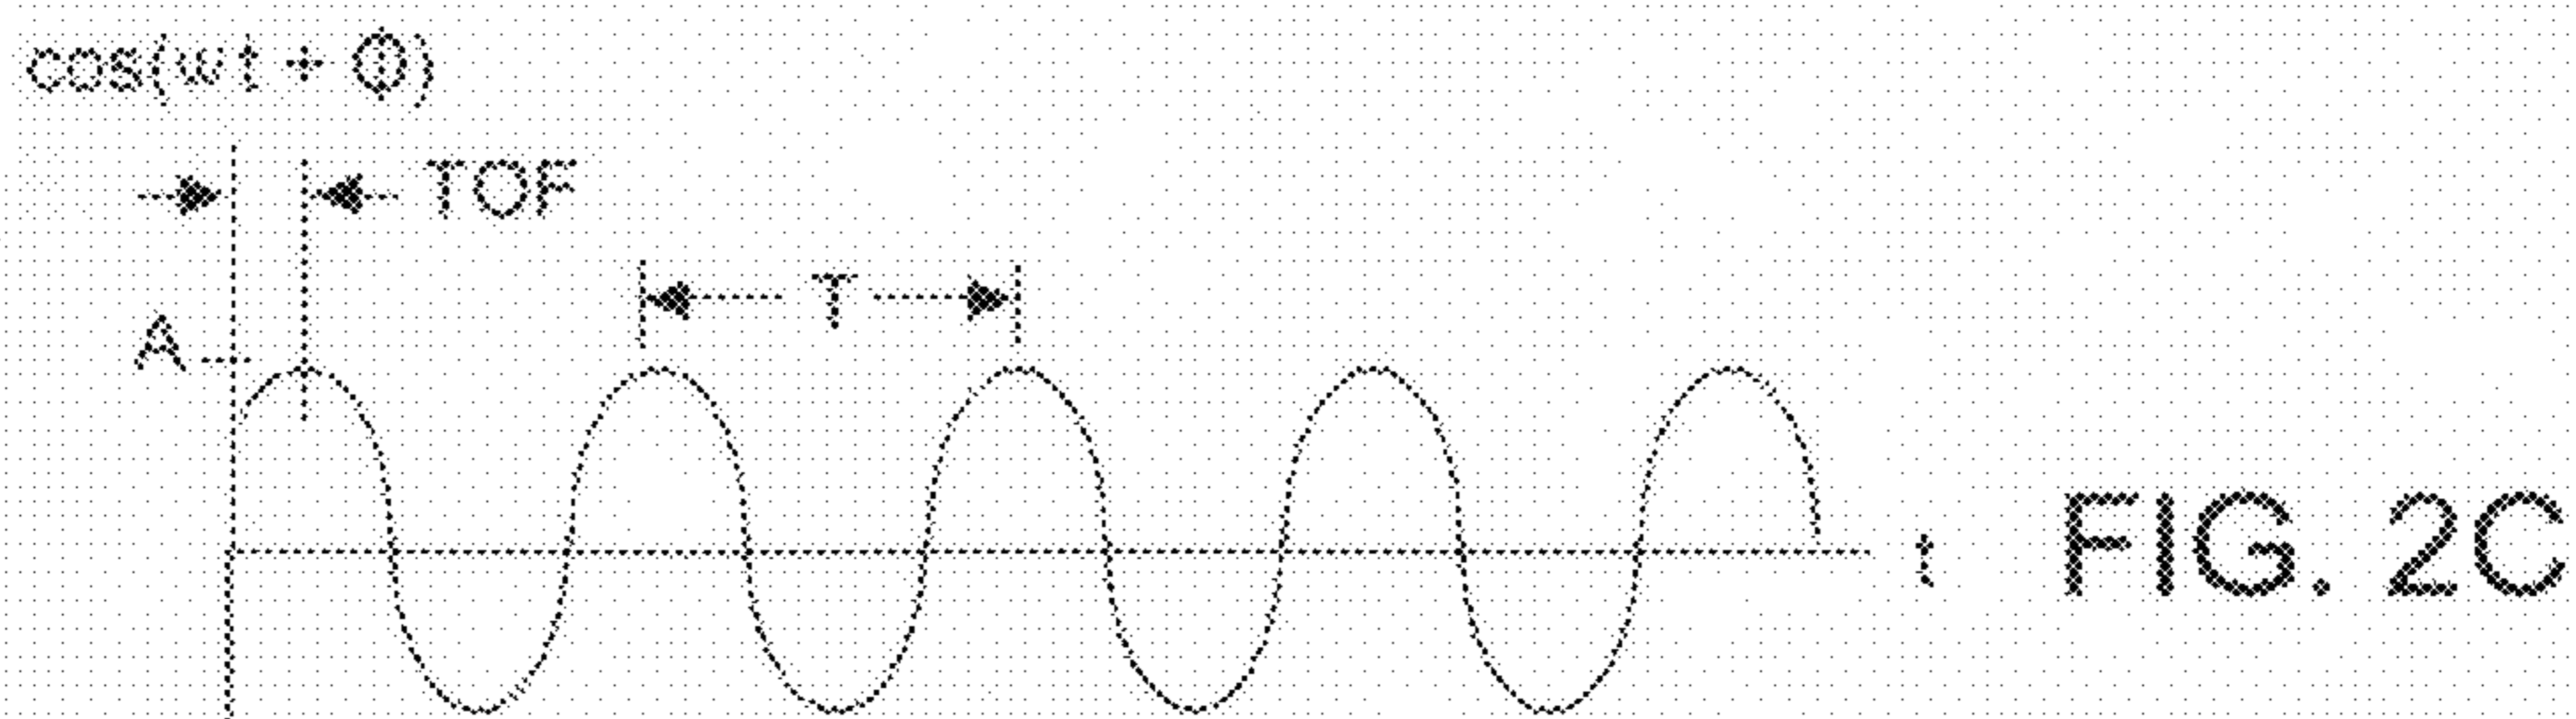 cos(wt + Φ)
TOF
T
A
t
FIG. 2C